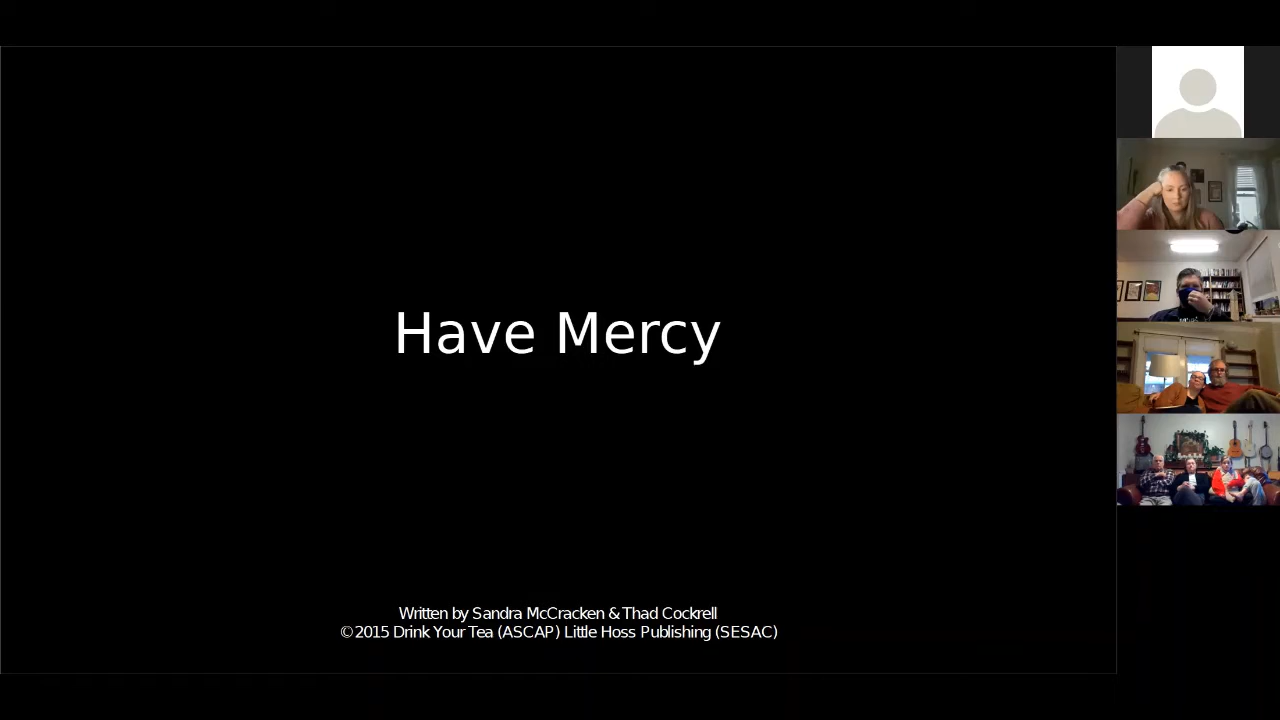 Have Mercy
Written by Sandra McCracken & Thad Cockrell
©2015 Drink Your Tea (ASCAP) Little Hoss Publishing (SESAC)